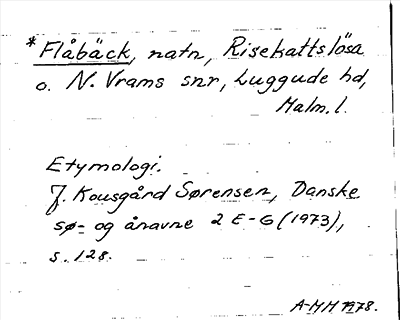 * Flåbäck, natn, Risekattslösa
o. N. Vrams snr, Luggude hd,
Malm. l.
Etymologi.
J. Kousgård Sørensen, Danske
sø- og ånavne 2 E-G (1973),
s. 128.
A-MM 1978.